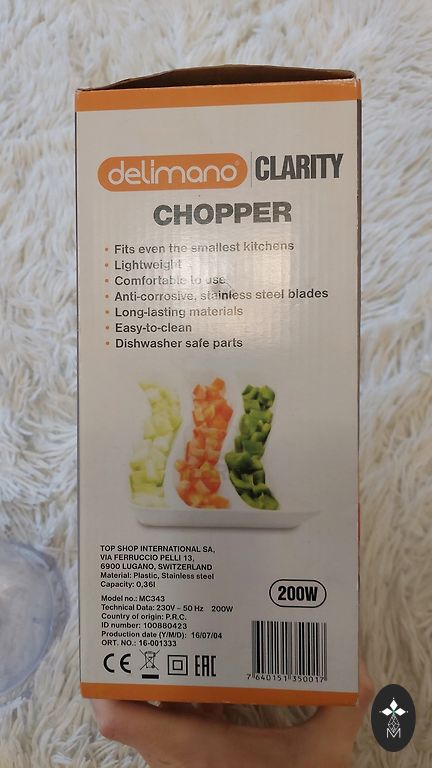 delimano® CLARITY
CHOPPER
• Fits even the smallest kitchens
• Lightweight
• Comfortable to use
• Anti-corrosive, stainless steel blades
• Long-lasting materials
• Easy-to-clean
• Dishwasher safe parts
TOP SHOP INTERNATIONAL SA,
VIA FERRUCCIO PELLI 13,
6900 LUGANO, SWITZERLAND
Material: Plastic, Stainless steel
Capacity: 0,36l
Model no.: MC343
Technical Data: 230V ~ 50 Hz 200W
Country of origin: P.R.C.
ID number: 100880423
Production date (Y/M/D): 16/07/04
ORT. NO.: 16-001333
200W
CE EAC
7 640151 350017
M